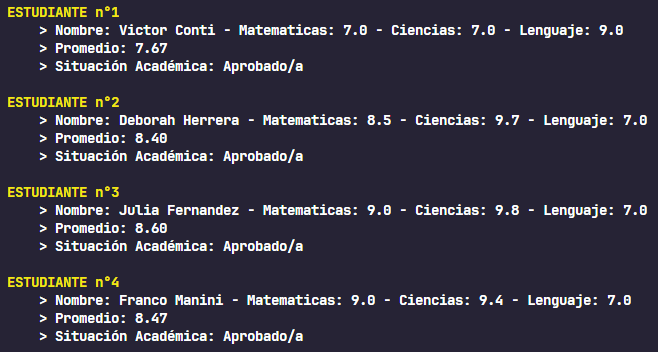 ESTUDIANTE n°1
> Nombre: Victor Conti - Matematicas: 7.0 - Ciencias: 7.0 - Lenguaje: 9.0
> Promedio: 7.67
> Situación Académica: Aprobado/a
ESTUDIANTE n°2
> Nombre: Deborah Herrera - Matematicas: 8.5 - Ciencias: 9.7 - Lenguaje: 7.0
> Promedio: 8.40
> Situación Académica: Aprobado/a
ESTUDIANTE n°3
> Nombre: Julia Fernandez - Matematicas: 9.0 - Ciencias: 9.8 - Lenguaje: 7.0
> Promedio: 8.60
> Situación Académica: Aprobado/a
ESTUDIANTE n°4
> Nombre: Franco Manini - Matematicas: 9.0 - Ciencias: 9.4 - Lenguaje: 7.0
> Promedio: 8.47
> Situación Académica: Aprobado/a